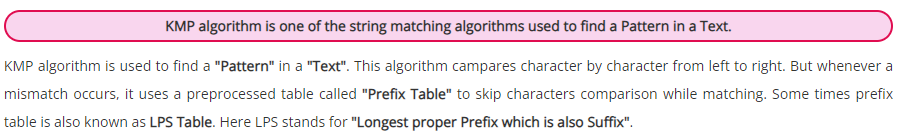 KMP algorithm is one of the string matching algorithms used to find a Pattern in a Text.
KMP algorithm is used to find a "Pattern" in a "Text". This algorithm campares character by character from left to right. But whenever a
mismatch occurs, it uses a preprocessed table called "Prefix Table" to skip characters comparison while matching. Some times prefix
table is also known as LPS Table. Here LPS stands for "Longest proper Prefix which is also Suffix".